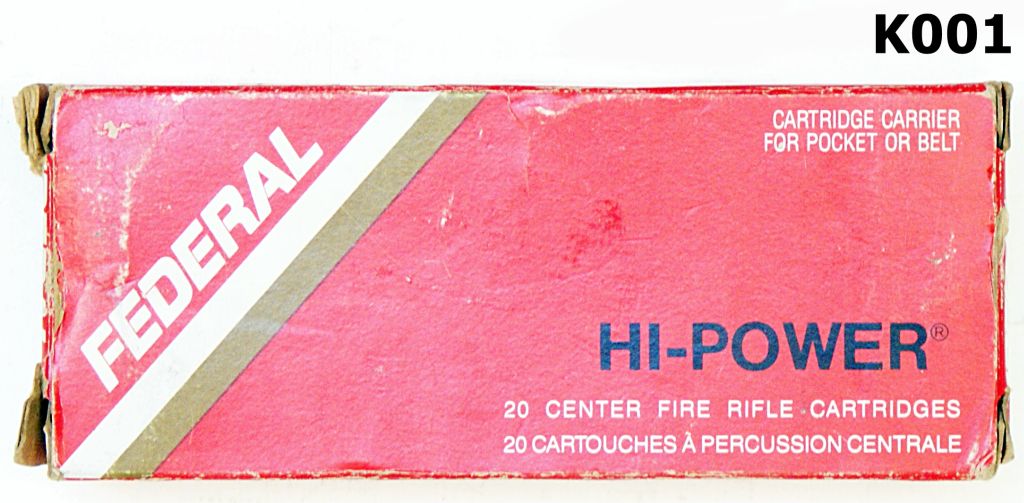 K001
CARTRIDGE CARRIER
FOR POCKET OR BELT
FEDERAL
HI-POWER®
20 CENTER FIRE RIFLE CARTRIDGES
20 CARTOUCHES À PERCUSSION CENTRALE